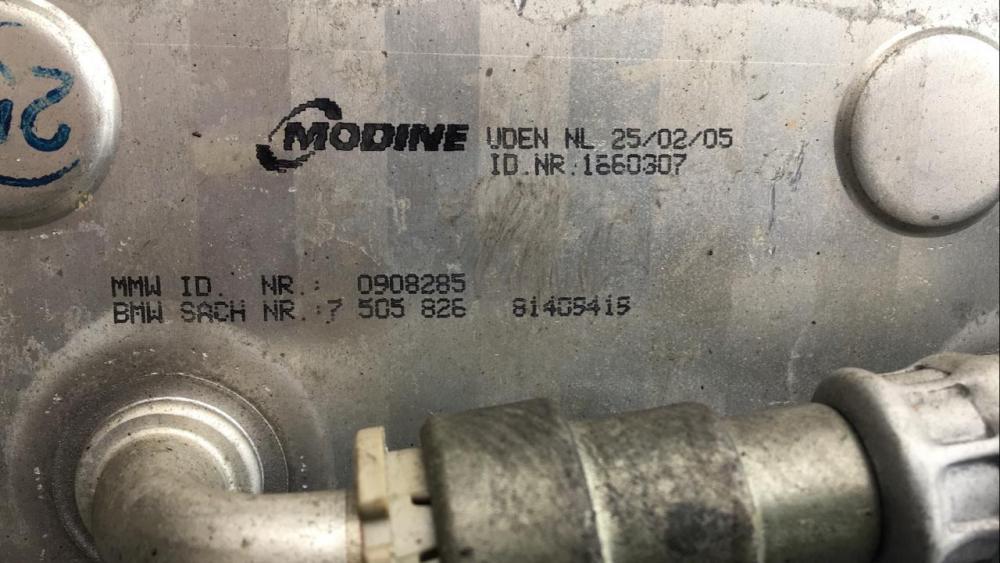 MODINE UDEN NL 25/02/05
ID.NR:1660307
MMW ID. NR.: 0908285
BMW SACH NR.:7 505 826 81405415